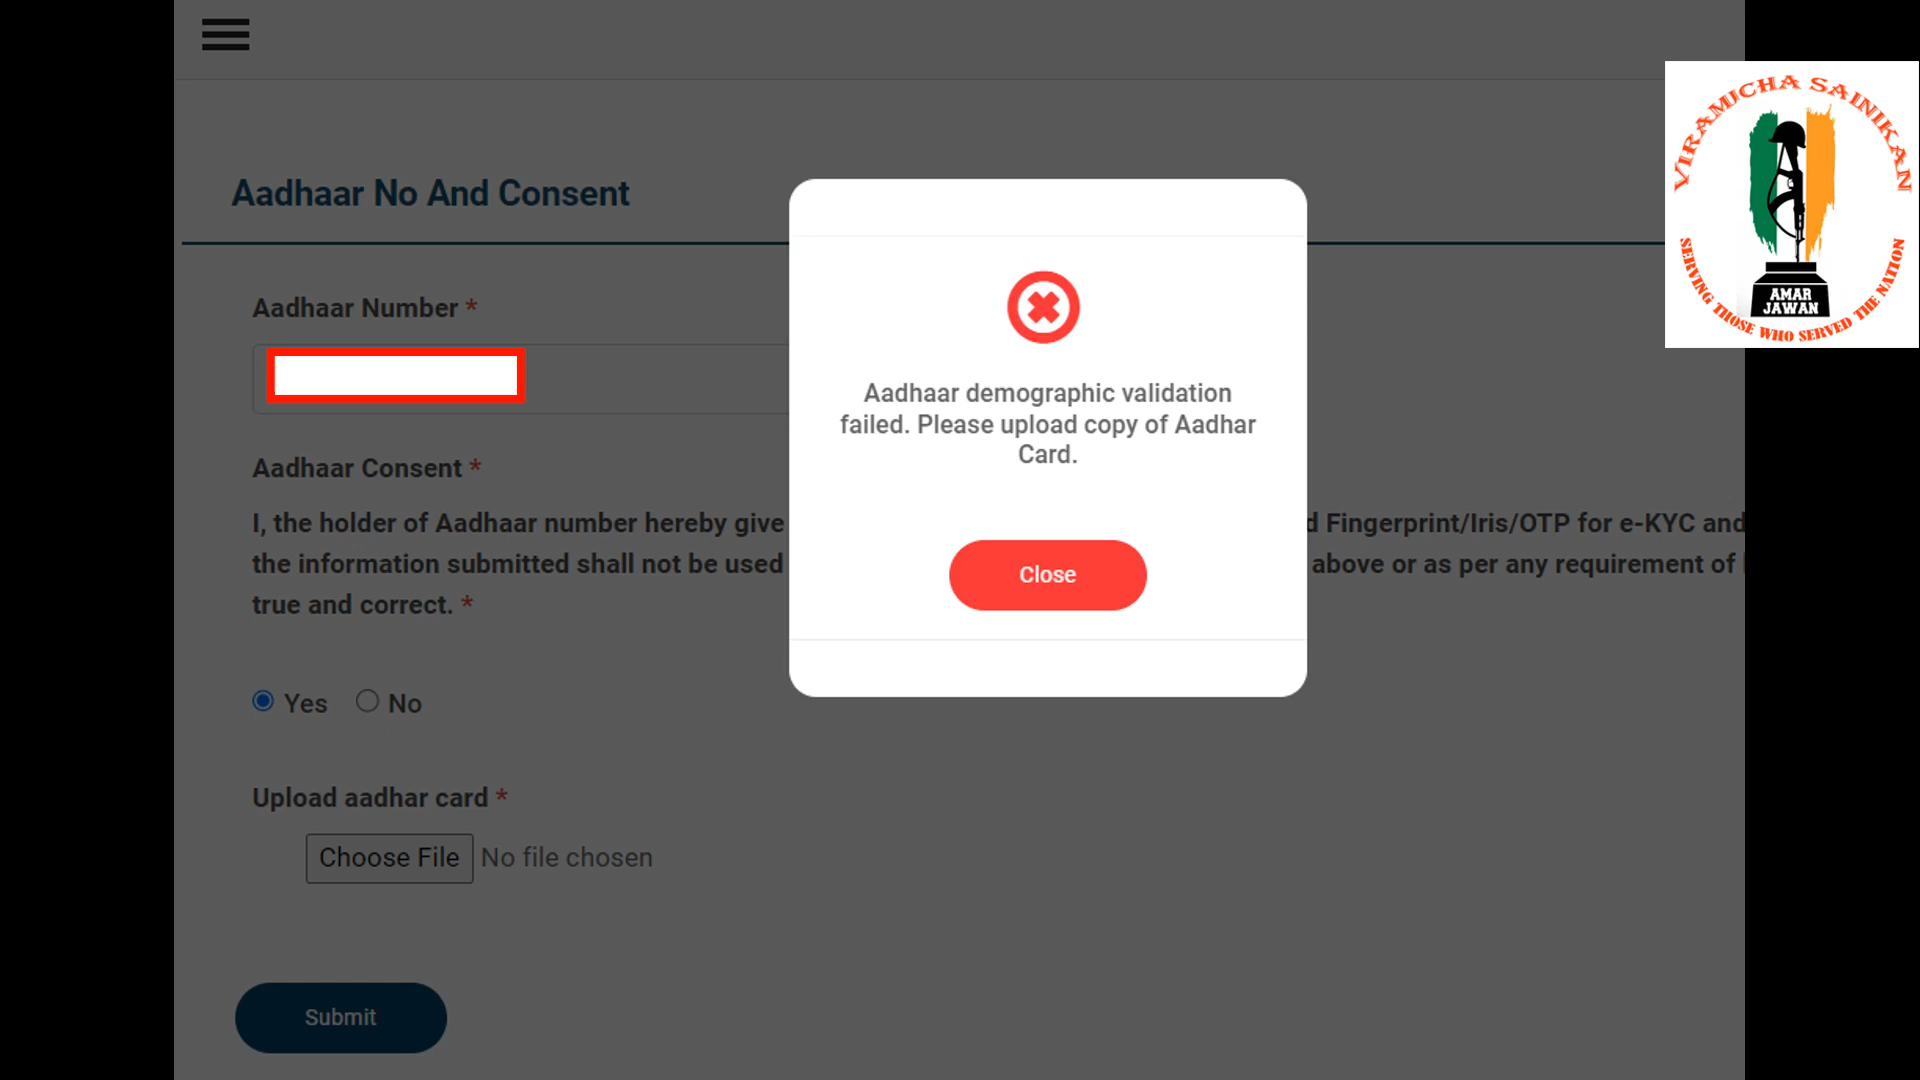 Aadhaar No And Consent
Aadhaar Number *
Aadhaar Consent *
I, the holder of Aadhaar number hereby give
d Fingerprint/Iris/OTP for e-KYC and
the information submitted shall not be used
above or as per any requirement of
true and correct. *
Yes
No
Upload aadhar card *
Choose File No file chosen
Submit
Aadhaar demographic validation
failed. Please upload copy of Aadhar
Card.
Close
VIRAMICHA SAINIKAN
AMAR
JAWAN
SERVING THOSE WHO SERVED THE NATION